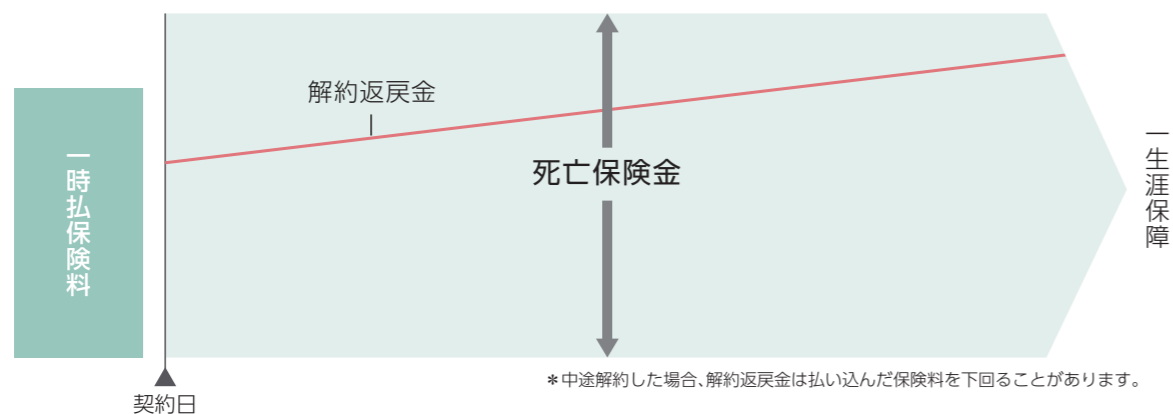 解約返戻金
一時払保険料
死亡保険金
一生涯保障
＊中途解約した場合、解約返戻金は払い込んだ保険料を下回ることがあります。
契約日